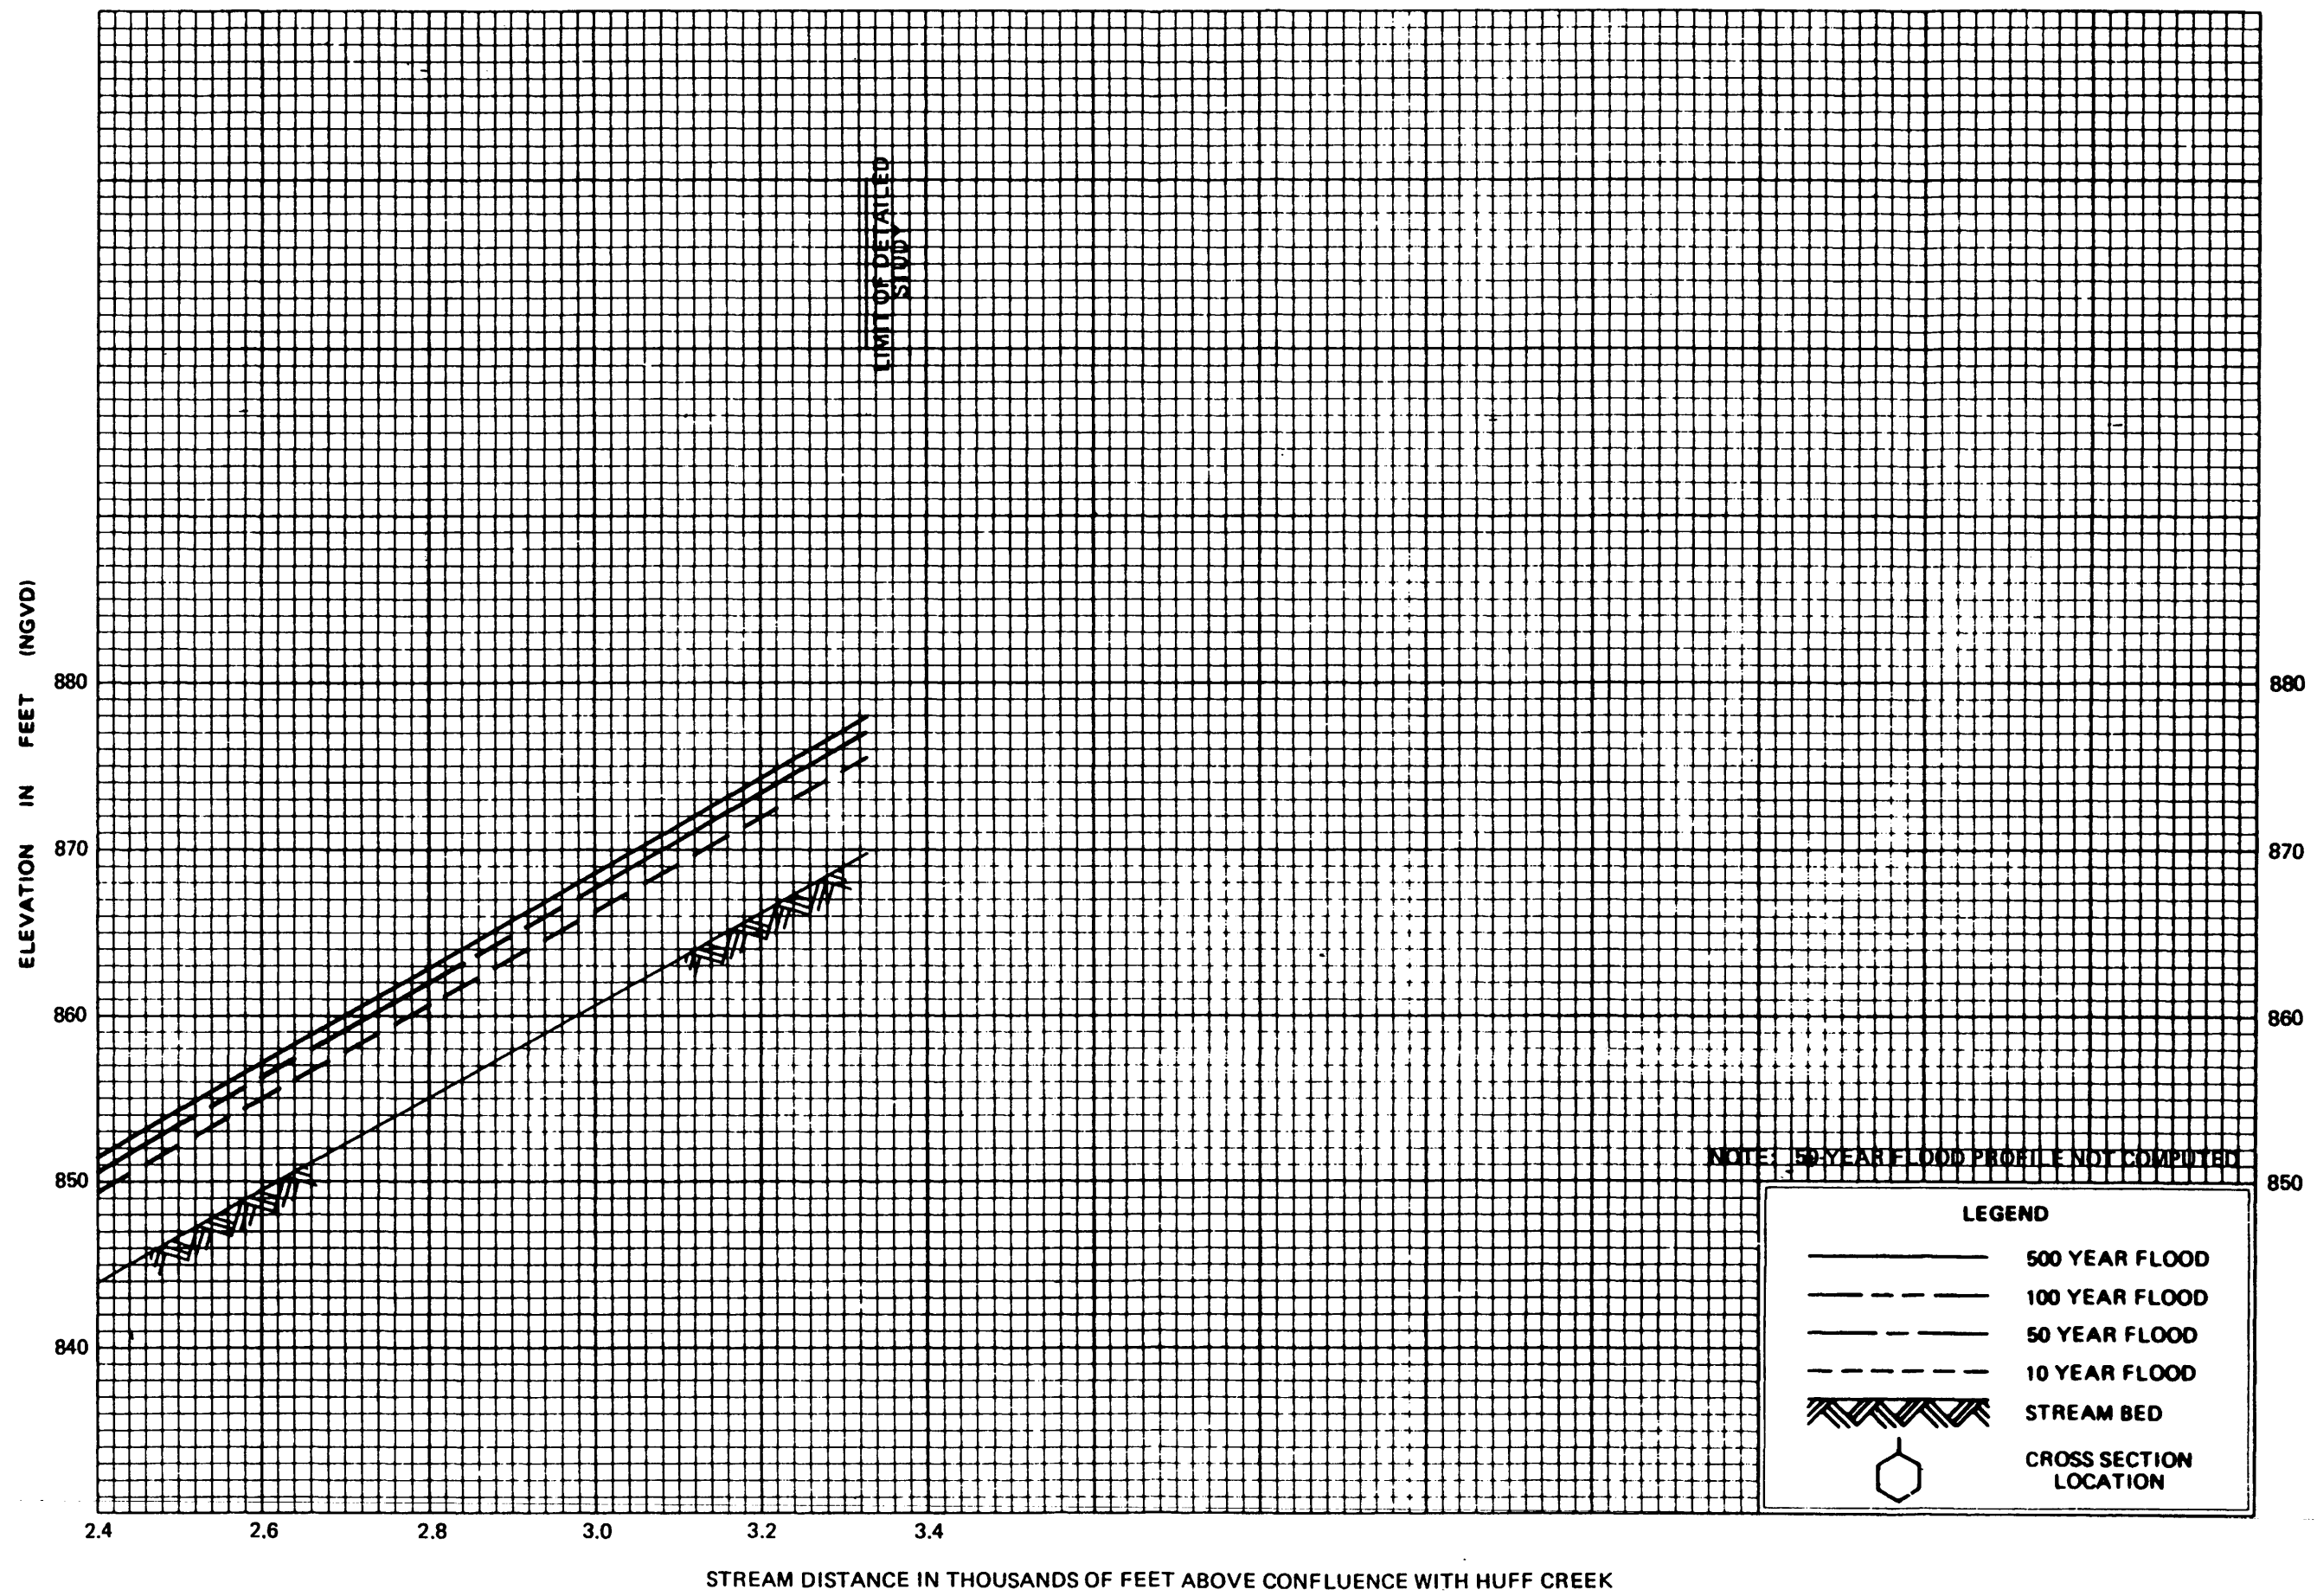 LIMIT OF DETAILED
STUDY
ELEVATION IN FEET (NGVD)
880
880
870
870
860
860
850
850
840
NOTE: 50-YEAR FLOOD PROFILE NOT COMPUTED
LEGEND
500 YEAR FLOOD
100 YEAR FLOOD
50 YEAR FLOOD
10 YEAR FLOOD
STREAM BED
CROSS SECTION
LOCATION
2.4 2.6 2.8 3.0 3.2 3.4
STREAM DISTANCE IN THOUSANDS OF FEET ABOVE CONFLUENCE WITH HUFF CREEK